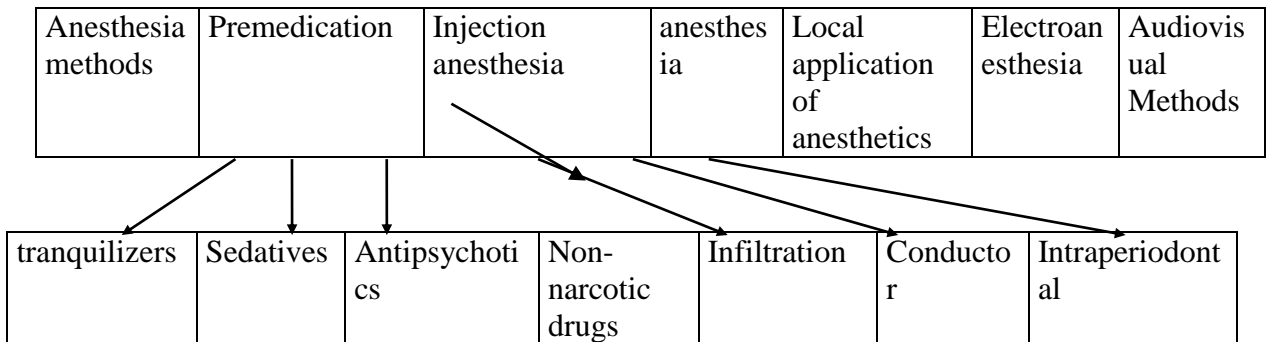 Anesthesia
methods
Premedication
Injection
anesthesia
anesthes
ia
Local
application
of
anesthetics
Electroan
esthesia
Audiovis
ual
Methods
tranquilizers
Sedatives
Antipsychoti
cs
Non-
narcotic
drugs
Infiltration
Conducto
r
Intraperiodont
al